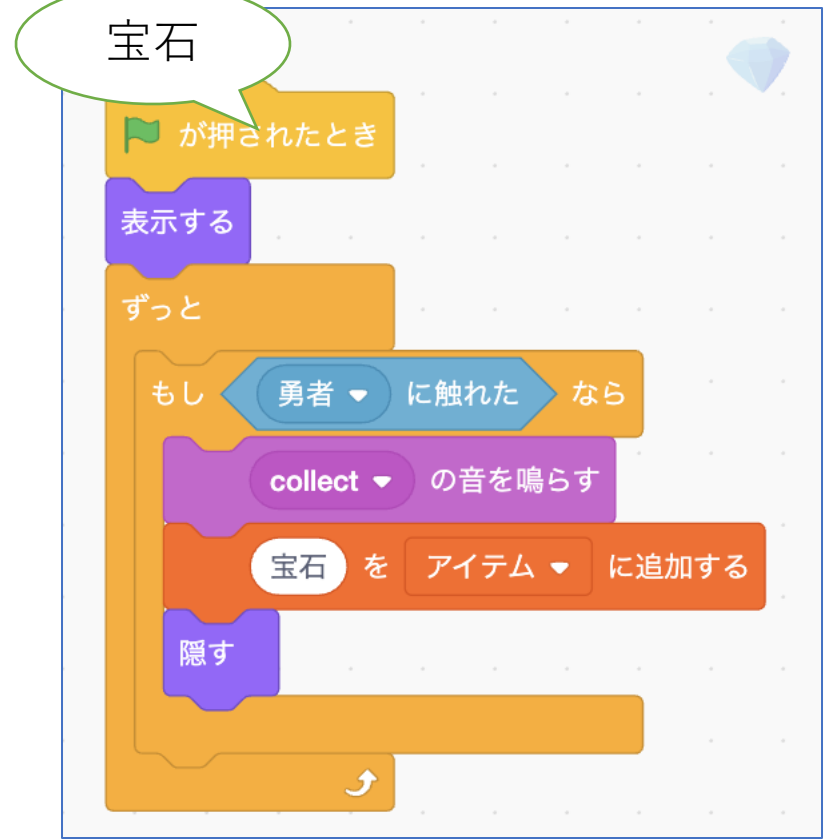 宝石
が押されたとき
表示する
ずっと
もし 勇者 に触れた なら
collect の音を鳴らす
宝石 を アイテム に追加する
隠す